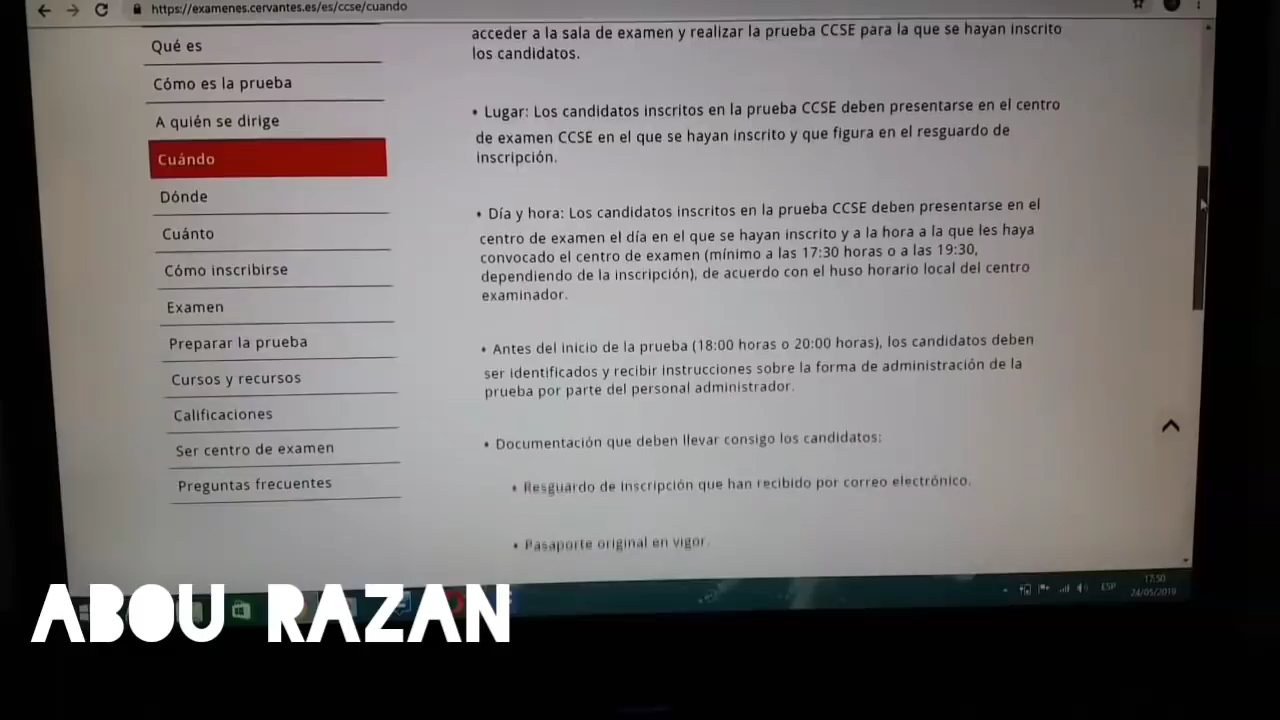 https://examenes.cervantes.es/es/ccse/cuando
Qué es
Cómo es la prueba
A quién se dirige
Cuándo
Dónde
Cuánto
Cómo inscribirse
Examen
Preparar la prueba
Cursos y recursos
Calificaciones
Ser centro de examen
Preguntas frecuentes
acceder a la sala de examen y realizar la prueba CCSE para la que se hayan inscrito
los candidatos.
• Lugar: Los candidatos inscritos en la prueba CCSE deben presentarse en el centro
de examen CCSE en el que se hayan inscrito y que figura en el resguardo de
inscripción.
• Día y hora: Los candidatos inscritos en la prueba CCSE deben presentarse en el
centro de examen el día en el que se hayan inscrito y a la hora a la que les haya
convocado el centro de examen (mínimo a las 17:30 horas o a las 19:30,
dependiendo de la inscripción), de acuerdo con el huso horario local del centro
examinador.
• Antes del inicio de la prueba (18:00 horas o 20:00 horas), los candidatos deben
ser identificados y recibir instrucciones sobre la forma de administración de la
prueba por parte del personal administrador.
• Documentación que deben llevar consigo los candidatos:
• Resguardo de inscripción que han recibido por correo electrónico.
• Pasaporte original en vigor.
ESP
17:50
24/05/2019
ABOU RAZAN